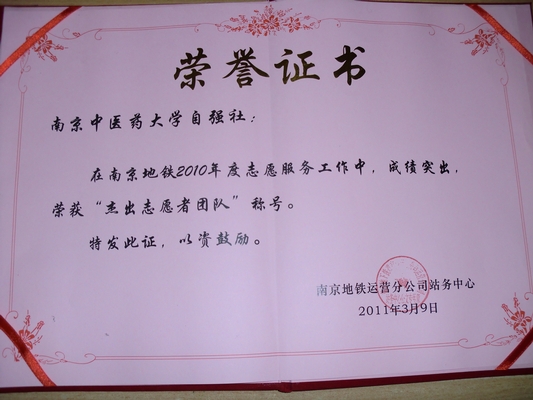 荣誉证书
南京中医药大学自强社：
在南京地铁2010年度志愿服务工作中，成绩突出，
荣获“杰出志愿者团队”称号。
特发此证，以资鼓励。
南京地铁运营分公司站务中心
2011年3月9日